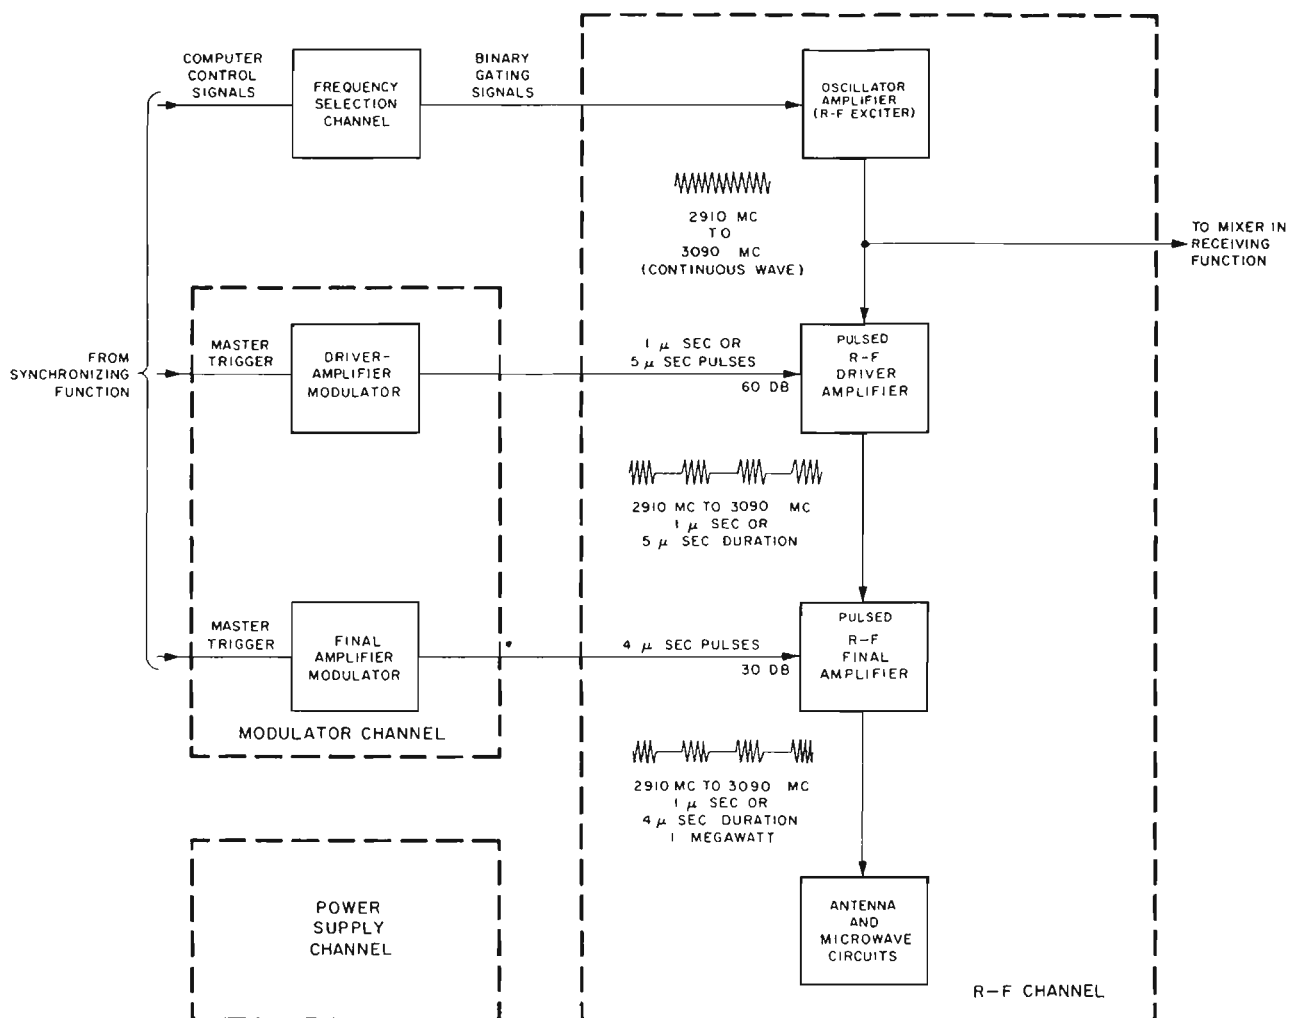 COMPUTER
CONTROL
SIGNALS
FREQUENCY
SELECTION
CHANNEL
BINARY
GATING
SIGNALS
OSCILLATOR
AMPLIFIER
(R-F EXCITER)
2910 MC
TO
3090 MC
(CONTINUOUS WAVE)
TO MIXER IN
RECEIVING
FUNCTION
FROM
SYNCHRONIZING
FUNCTION
MASTER
TRIGGER
DRIVER-
AMPLIFIER
MODULATOR
1 μ SEC OR
5 μ SEC PULSES
60 DB
PULSED
R-F
DRIVER
AMPLIFIER
2910 MC TO 3090 MC
1 μ SEC OR
5 μ SEC DURATION
MASTER
TRIGGER
FINAL
AMPLIFIER
MODULATOR
4 μ SEC PULSES
30 DB
PULSED
R-F
FINAL
AMPLIFIER
MODULATOR CHANNEL
2910 MC TO 3090 MC
1 μ SEC OR
4 μ SEC DURATION
1 MEGAWATT
POWER
SUPPLY
CHANNEL
ANTENNA
AND
MICROWAVE
CIRCUITS
R-F CHANNEL